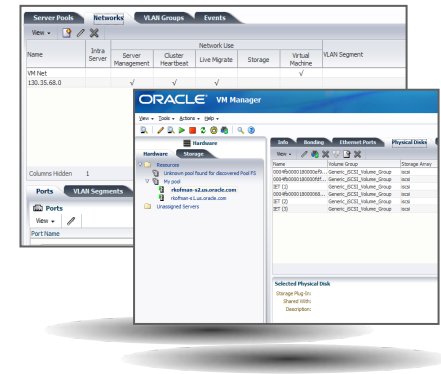 Server Pools Networks VLAN Groups Events
View
Network Use
Name Intra Server Server Management Cluster Heartbeat Live Migrate Storage Virtual Machine VLAN Segment
VM Net √
130.35.68.0 √ √ √
Columns Hidden 1
Ports VLAN Segments
Ports
View
Port Name
ORACLE VM Manager
View Tools Actions Help
Hardware
Hardware Storage
Resources
Unknown pool found for discovered Pool FS
My pool
rkofman-s2.us.oracle.com
rkofman-s1.us.oracle.com
Unassigned Servers
Info Bonding Ethernet Ports Physical Disks
View
Name Volume Group Storage Array
Generic_iSCSI_Volume_Group iscsi
Generic_iSCSI_Volume_Group iscsi
IET (1) Generic_iSCSI_Volume_Group iscsi
Generic_iSCSI_Volume_Group iscsi
IET (2) Generic_iSCSI_Volume_Group iscsi
IET (3) Generic_iSCSI_Volume_Group iscsi
Selected Physical Disk
Storage Plug-In:
Shared With:
Description: